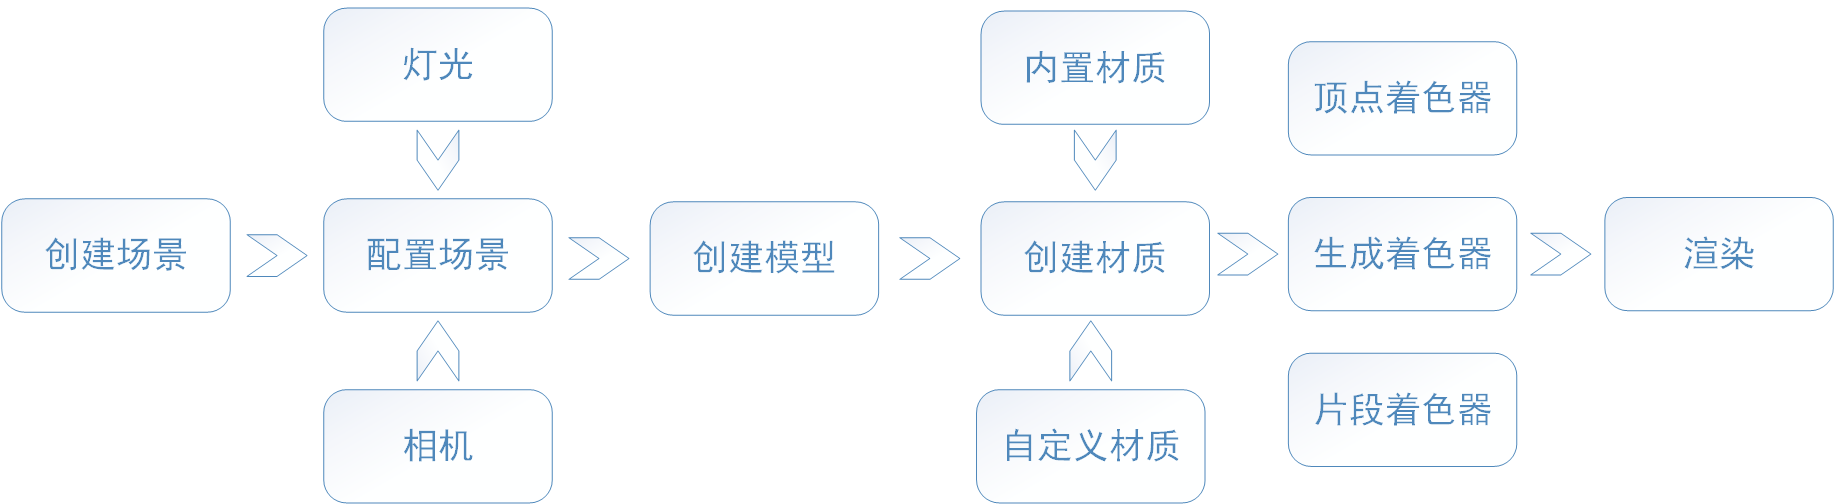 灯光
内置材质
顶点着色器
创建场景
配置场景
创建模型
创建材质
生成着色器
渲染
相机
自定义材质
片段着色器